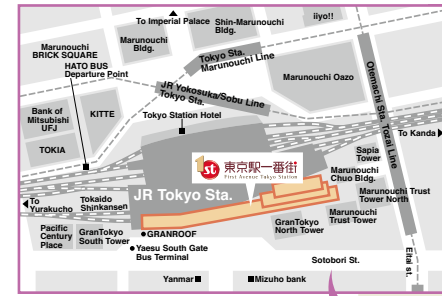 To Imperial Palace
Shin-Marunouchi
Bldg.
iiyo!!
Marunouchi
Bldg.
Marunouchi
BRICK SQUARE
HATO BUS
Departure Point
Tokyo Sta.
Marunouchi Line
Marunouchi Oazo
Otemachi Sta. Tozai Line
JR Yokosuka/Sobu Line
Tokyo Sta.
Bank of
Mitsubishi
UFJ
KITTE
Tokyo Station Hotel
TOKIA
To Kanda
Sapia
Tower
1st
東京駅一番街
First Avenue Tokyo Station
Marunouchi
Chuo Bldg.
JR Tokyo Sta.
Marunouchi Trust
Tower North
To
Yurakucho
Tokaido
Shinkansen
Marunouchi
Trust Tower
GranTokyo
North Tower
Pacific
Century
Place
GranTokyo
South Tower
GRANROOF
Yaesu South Gate
Bus Terminal
Sotobori St.
Eitai st.
Yanmar
Mizuho bank